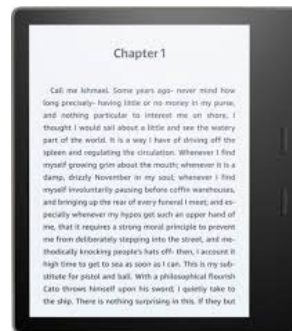 Chapter 1
Call me Ishmael. Some years ago- never mind how
long precisely- having little or no money in my purse,
and nothing particular to interest me on shore, I
thought I would sail about a little and see the watery
part of the world. It is a way I have of driving off the
spleen and regulating the circulation. Whenever I find
myself growing grim about the mouth; whenever it is a
damp, drizzly November in my soul; whenever I find
myself involuntarily pausing before coffin warehouses,
and bringing up the rear of every funeral I meet; and es-
pecially whenever my hypos get such an upper hand of
me, that it requires a strong moral principle to prevent
me from deliberately stepping into the street, and me-
thodically knocking people's hats off- then, I account it
high time to get to sea as soon as I can. This is my sub-
stitute for pistol and ball. With a philosophical flourish
Cato throws himself upon his sword; I quietly take to
the ship. There is nothing surprising in this. If they but